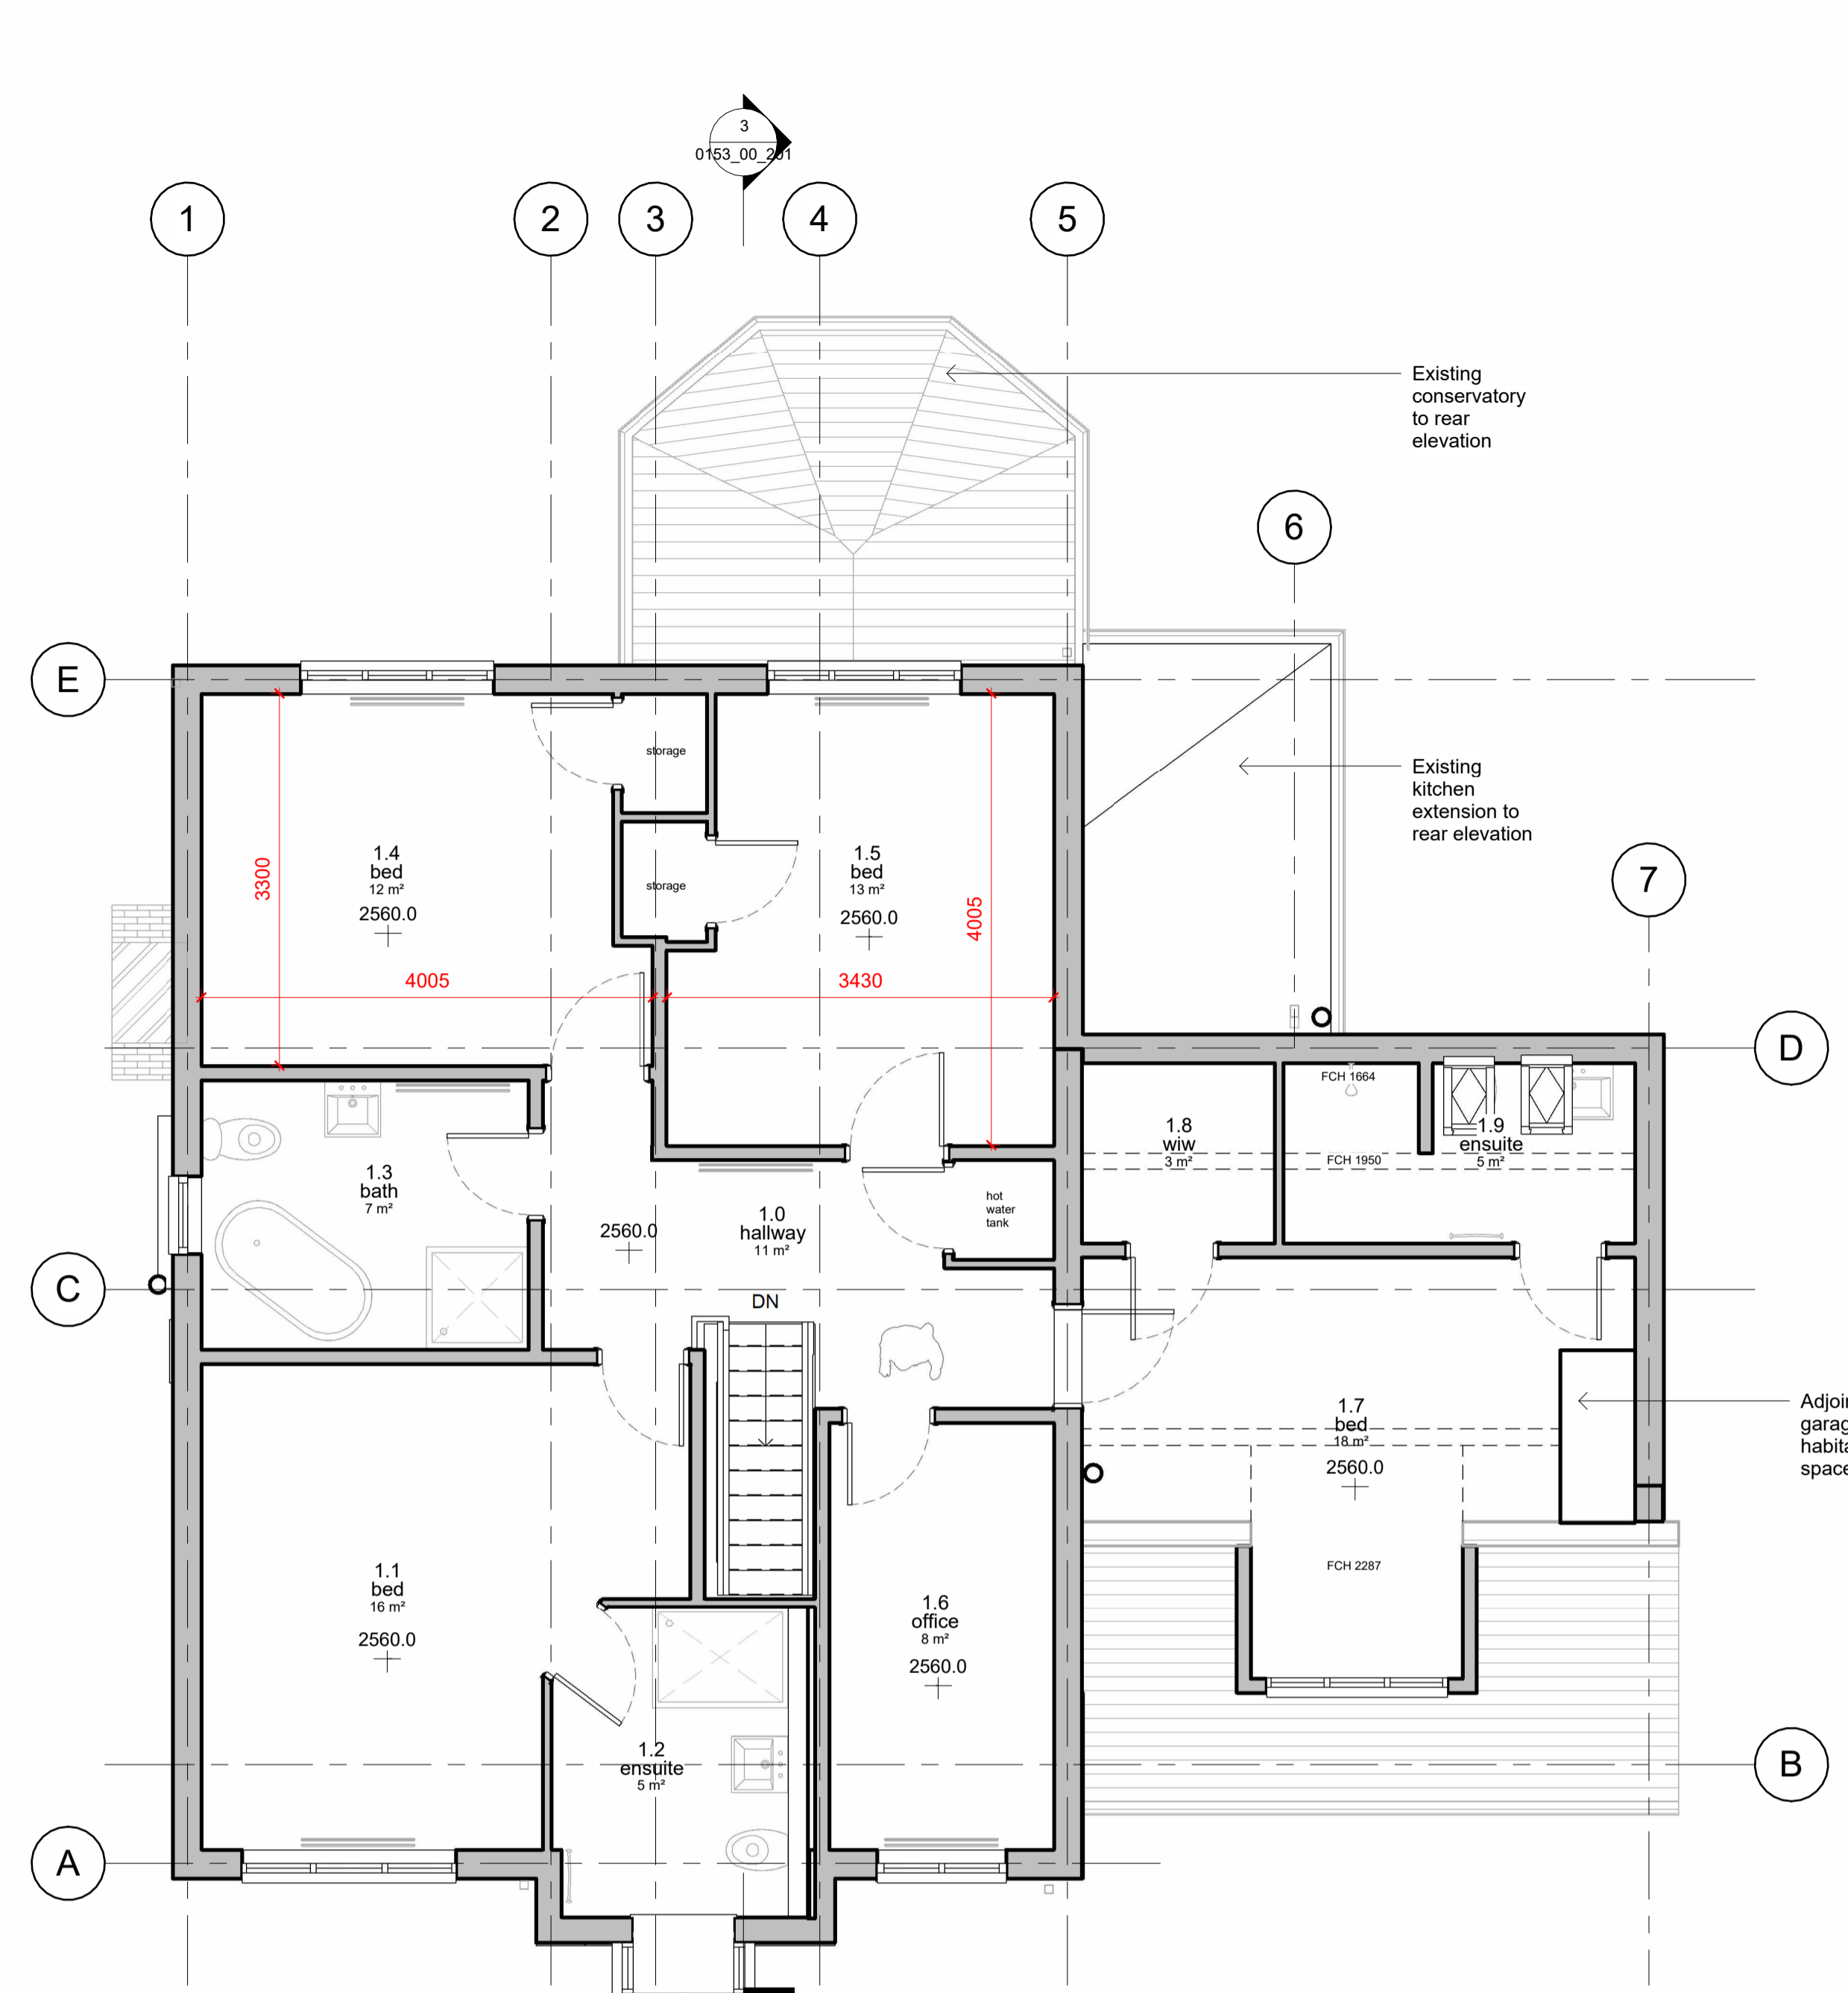 3
0153_00_201
1
2
3
4
5
Existing
conservatory
to rear
elevation
6
E
storage
Existing
kitchen
extension to
rear elevation
1.4
bed
12 m²
2560.0
3300
storage
1.5
bed
13 m²
2560.0
4005
7
4005
3430
D
FCH 1664
1.8
wiw
3 m²
1.9
ensuite
5 m²
FCH 1950
1.3
bath
7 m²
2560.0
1.0
hallway
11 m²
hot
water
tank
C
DN
1.7
bed
18 m²
2560.0
Adjoi
garag
habita
space
1.1
bed
16 m²
2560.0
FCH 2287
1.6
office
8 m²
2560.0
1.2
ensuite
5 m²
B
A